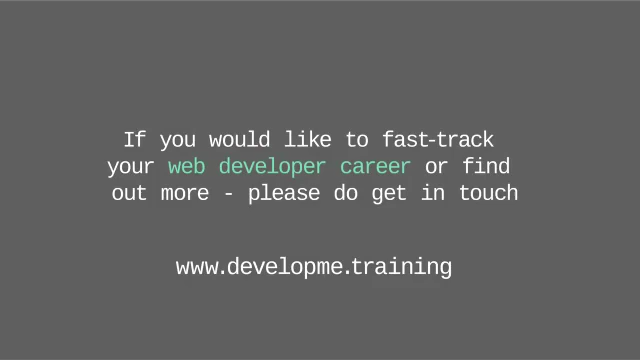 If you would like to fast-track
your web developer career or find
out more - please do get in touch
www.developme.training